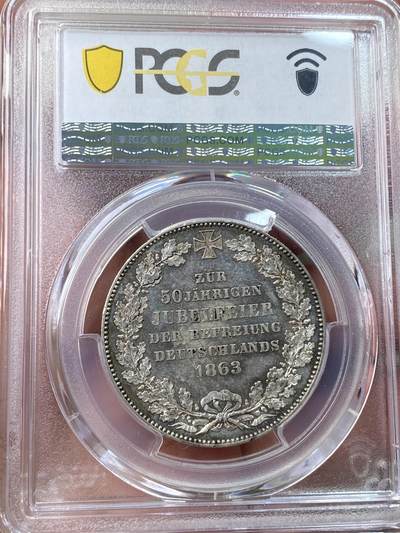 PCGS
ZUR
50JÄHRIGEN
JUBELFEIER
DER BEFREIUNG
DEUTSCHLANDS
1863